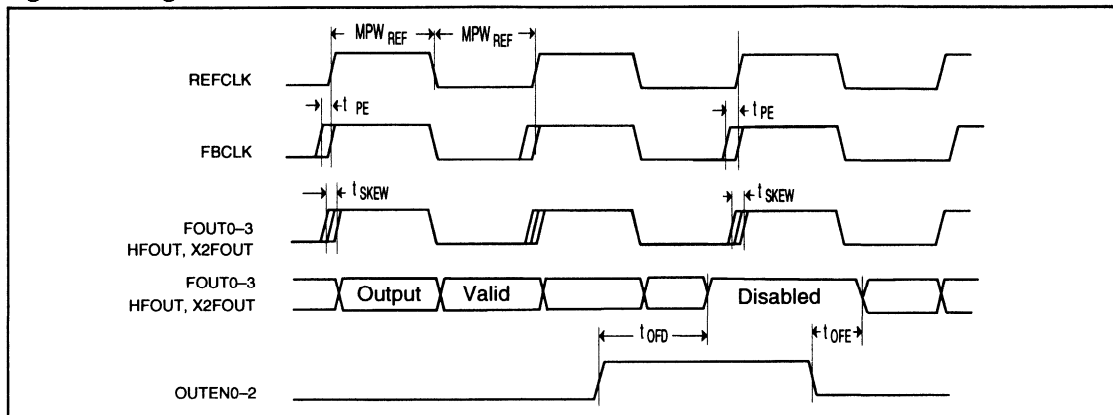 MPW REF MPW REF
REFCLK
t PE t PE
FBCLK
t SKEW t SKEW
FOUT0–3
HFOUT, X2FOUT
FOUT0–3
HFOUT, X2FOUT
Output Valid Disabled
t OFD t OFE
OUTEN0–2